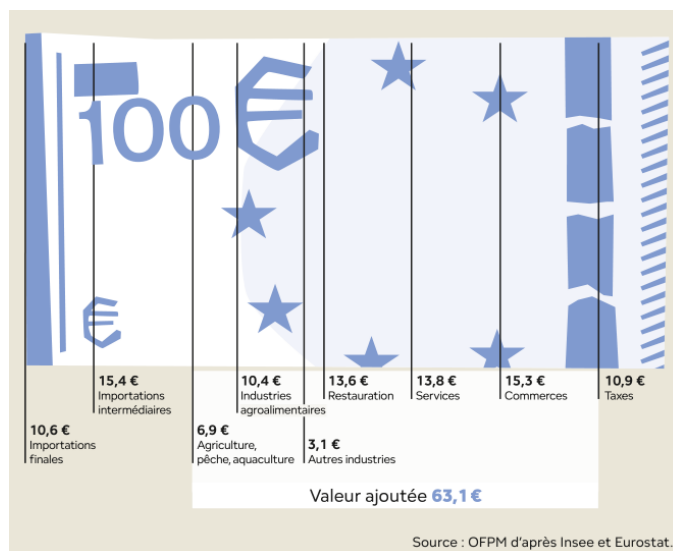 100 €
€
10,6 €
Importations
finales
15,4 €
Importations
intermédiaires
6,9 €
Agriculture,
pêche, aquaculture
10,4 €
Industries
agroalimentaires
3,1 €
Autres industries
13,6 €
Restauration
13,8 €
Services
15,3 €
Commerces
10,9 €
Taxes
Valeur ajoutée 63,1 €
Source : OFPM d'après Insee et Eurostat.